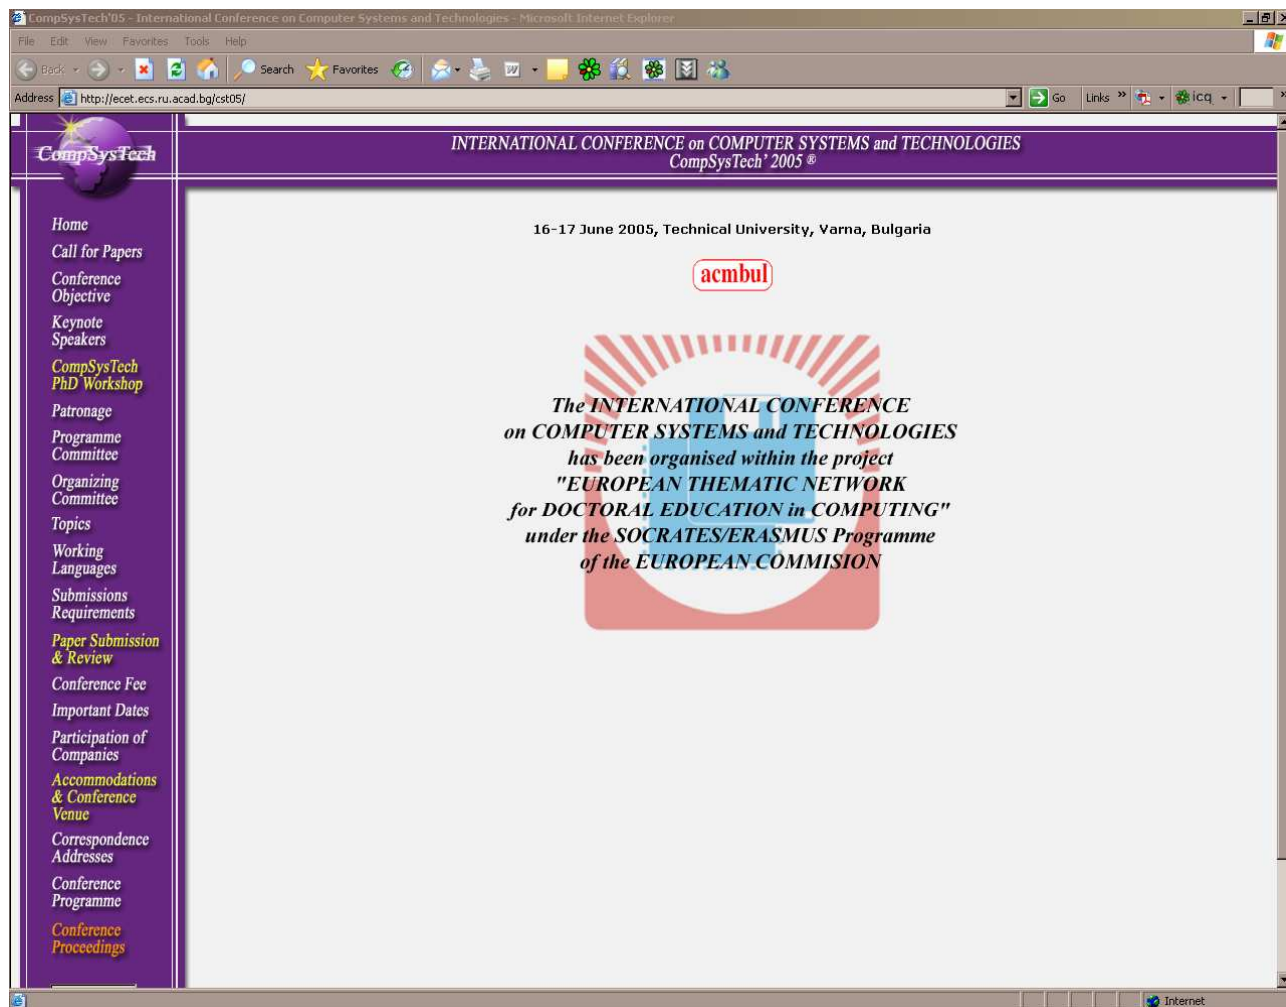 CompSysTech'05 - International Conference on Computer Systems and Technologies - Microsoft Internet Explorer
File Edit View Favorites Tools Help
Back Search Favorites
Address http://ecet.ecs.ru.acad.bg/cst05/ Go Links » icq »
CompSysTech
INTERNATIONAL CONFERENCE on COMPUTER SYSTEMS and TECHNOLOGIES
CompSysTech' 2005 ®
Home
Call for Papers
Conference
Objective
Keynote
Speakers
CompSysTech
PhD Workshop
Patronage
Programme
Committee
Organizing
Committee
Topics
Working
Languages
Submissions
Requirements
Paper Submission
& Review
Conference Fee
Important Dates
Participation of
Companies
Accommodations
& Conference
Venue
Correspondence
Addresses
Conference
Programme
Conference
Proceedings
16-17 June 2005, Technical University, Varna, Bulgaria
acmbul
The INTERNATIONAL CONFERENCE
on COMPUTER SYSTEMS and TECHNOLOGIES
has been organised within the project
"EUROPEAN THEMATIC NETWORK
for DOCTORAL EDUCATION in COMPUTING"
under the SOCRATES/ERASMUS Programme
of the EUROPEAN COMMISION
Internet